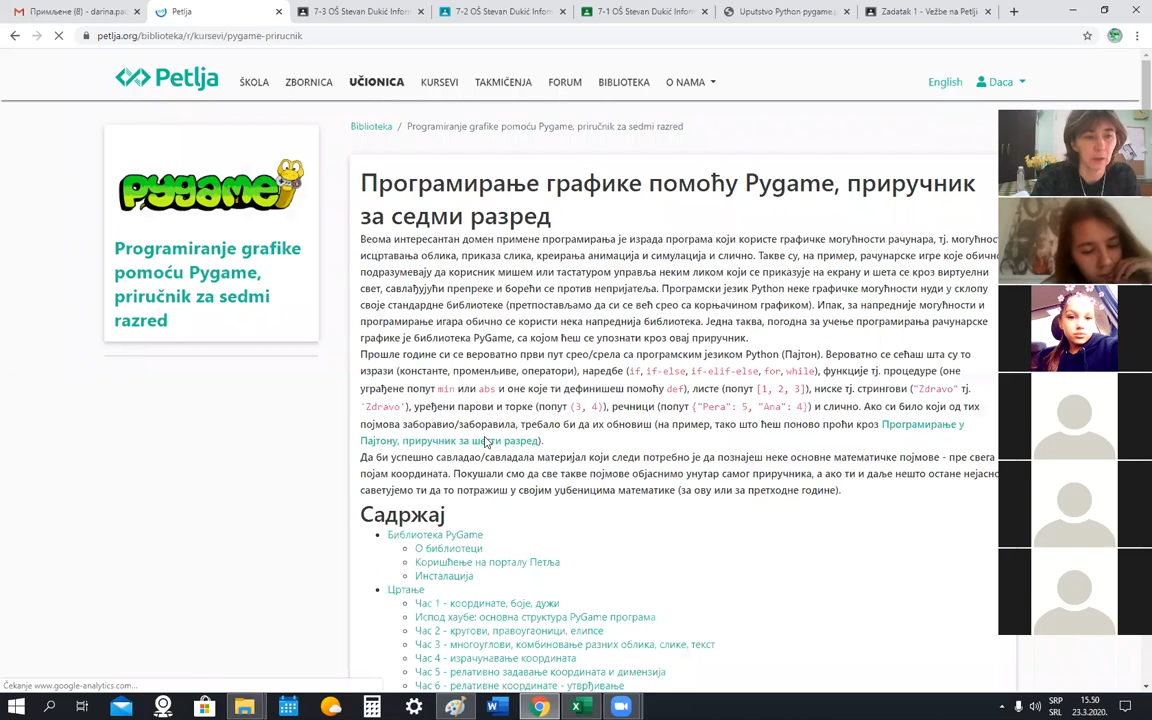 Примљене (8) - darina.pal
Petlja
7-3 OŠ Stevan Dukić Inform
7-2 OŠ Stevan Dukić Inform
7-1 OŠ Stevan Dukić Inform
Uputstvo Python pygame.p
Zadatak 1 - Vežbe na Petlji
petlja.org/biblioteka/r/kursevi/pygame-prirucnik
Petlja
ŠKOLA
ZBORNICA
UČIONICA
KURSEVI
TAKMIČENJA
FORUM
BIBLIOTEKA
O NAMA
English
Daca
Biblioteka / Programiranje grafike pomoću Pygame, priručnik za sedmi razred
pygame
Programiranje grafike
pomoću Pygame,
priručnik za sedmi
razred
Програмирање графике помоћу Pygame, приручник
за седми разред
Веома интересантан домен примене програмирања је израда програма који користе графичке могућности рачунара, тј. могућност
исцртавања облика, приказа слика, креирања анимација и симулација и слично. Такве су, на пример, рачунарске игре које обично
подразумевају да корисник мишем или тастатуром управља неким ликом који се приказује на екрану и шета се кроз виртуелни
свет, савлађујући препреке и борећи се против непријатеља. Програмски језик Python неке графичке могућности нуди у склопу
своје стандардне библиотеке (претпостављамо да си се већ срео са корњачином графиком). Ипак, за напредније могућности и
програмирање игара обично се користи нека напреднија библиотека. Једна таква, погодна за учење програмирања рачунарске
графике је библиотека PyGame, са којом ћеш се упознати кроз овај приручник.
Прошле године си се вероватно први пут срео/срела са програмским језиком Python (Пајтон). Вероватно се сећаш шта су то
изрази (константе, променљиве, оператори), наредбе (if, if-else, if-elif-else, for, while), функције тј. процедуре (оне
уграђене попут min или abs и оне које ти дефинишеш помоћу def), листе (попут [1, 2, 3]), ниске тј. стрингови ("Zdravo" тј.
'Zdravo'), уређени парови и торке (попут (3, 4)), речници (попут {"Pera": 5, "Ana": 4}) и слично. Ако си било који од тих
појмова заборавио/заборавила, требало би да их обновиш (на пример, тако што ћеш поново проћи кроз Програмирање у
Пајтону, приручник за шести разред).
Да би успешно савладао/савладала материјал који следи потребно је да познајеш неке основне математичке појмове - пре свега
појам координата. Покушали смо да све такве појмове објаснимо унутар самог приручника, а ако ти и даље нешто остане нејасно
саветујемо ти да то потражиш у својим уџбеницима математике (за ову или за претходне године).
Садржај
Библиотека PyGame
О библиотеци
Коришћење на порталу Петља
Инсталација
Цртање
Час 1 - координате, боје, дужи
Испод хаубе: основна структура PyGame програма
Час 2 - кругови, правоугаоници, елипсе
Час 3 - многоуглови, комбиновање разних облика, слике, текст
Час 4 - израчунавање координата
Час 5 - релативно задавање координата и димензија
Час 6 - релативне координате - утврђивање
Čekanje www.google-analytics.com...
SRP
SRL
15.50
23.3.2020.